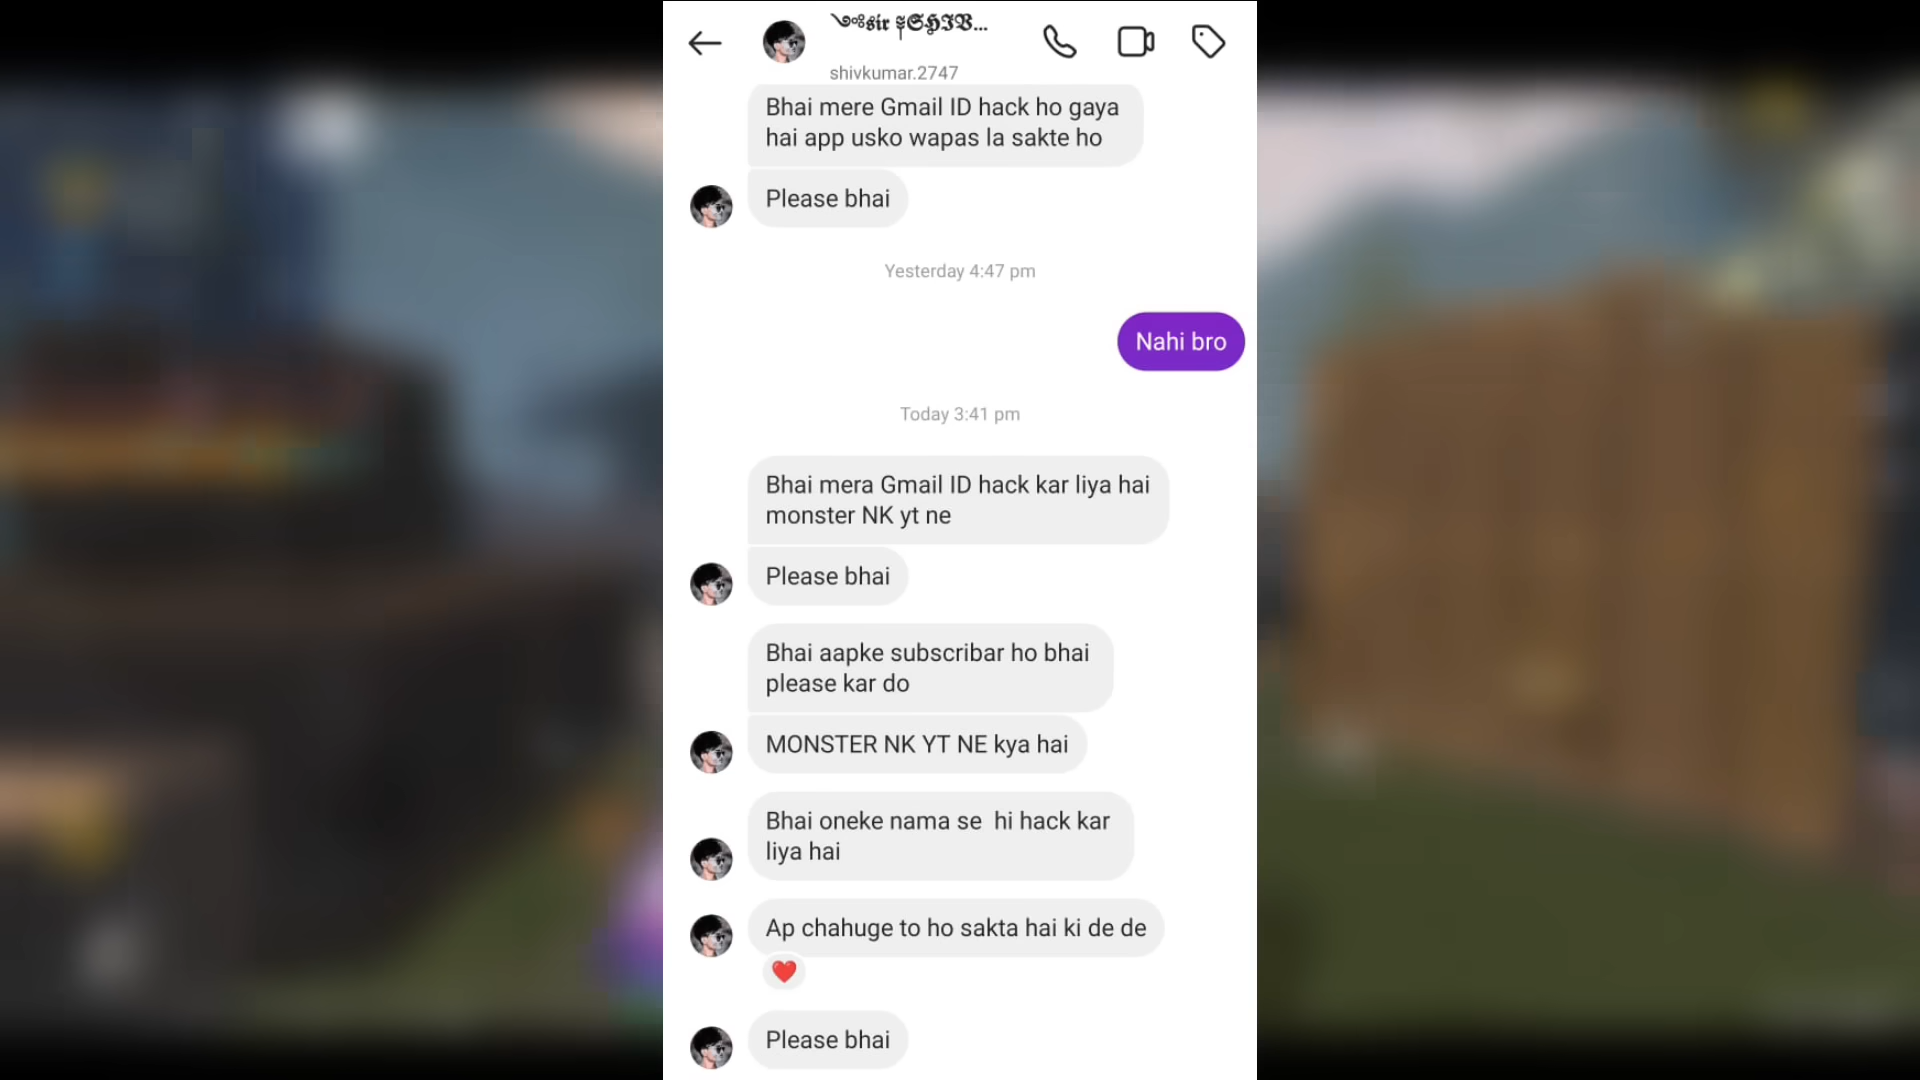 ༄ᶜᵃsír ꧂𝕾𝕳𝕴𝖁...
shivkumar.2747
Bhai mere Gmail ID hack ho gaya
hai app usko wapas la sakte ho
Please bhai
Yesterday 4:47 pm
Nahi bro
Today 3:41 pm
Bhai mera Gmail ID hack kar liya hai
monster NK yt ne
Please bhai
Bhai aapke subscribar ho bhai
please kar do
MONSTER NK YT NE kya hai
Bhai oneke nama se  hi hack kar
liya hai
Ap chahuge to ho sakta hai ki de de
❤️
Please bhai